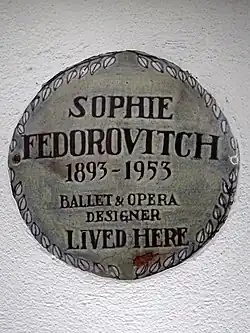 SOPHIE
FEDOROVITCH
1893-1953
BALLET & OPERA
DESIGNER
LIVED HERE